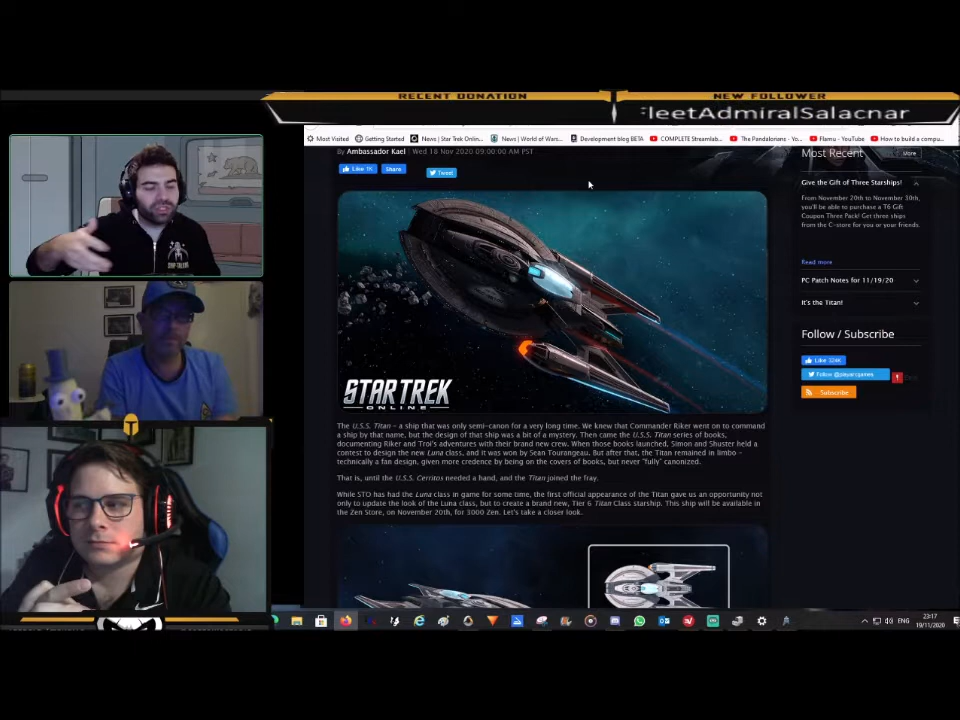 RECENT DONATION
NEW FOLLOWER
FleetAdmiralSalacnar
Most Visited
Getting Started
News | Star Trek Onlin...
News | World of Wars...
Development blog BETA
COMPLETE Streamlab...
The Pandalorians - Yo...
Flamu - YouTube
How to build a compu...
By Ambassador Kael | Wed 18 Nov 2020 09:00:00 AM PST
Like 1K
Share
Tweet
STAR TREK
ONLINE
The U.S.S. Titan – a ship that was only semi-canon for a very long time. We knew that Commander Riker went on to command
a ship by that name, but the design of that ship was a bit of a mystery. Then came the U.S.S. Titan series of books,
documenting Riker and Troi's adventures with their brand new crew. When those books launched, Simon and Shuster held a
contest to design the new Luna class, and it was won by Sean Tourangeau. But after that, the Titan remained in limbo –
technically a fan design, given more credence by being on the covers of books, but never "fully" canonized.
That is, until the U.S.S. Cerritos needed a hand, and the Titan joined the fray.
While STO has had the Luna class in game for some time, the first official appearance of the Titan gave us an opportunity not
only to update the look of the Luna class, but to create a brand new, Tier 6 Titan Class starship. This ship will be available in
the Zen Store, on November 20th, for 3000 Zen. Let's take a closer look.
Most Recent
More
Give the Gift of Three Starships!
From November 20th to November 30th,
you'll be able to purchase a T6 Gift
Coupon Three Pack! Get three ships
from the C-store for you or your friends.
Read more
PC Patch Notes for 11/19/20
It's the Titan!
Follow / Subscribe
Follow @playarcgames
Subscribe
ENG
23:17
19/11/2020